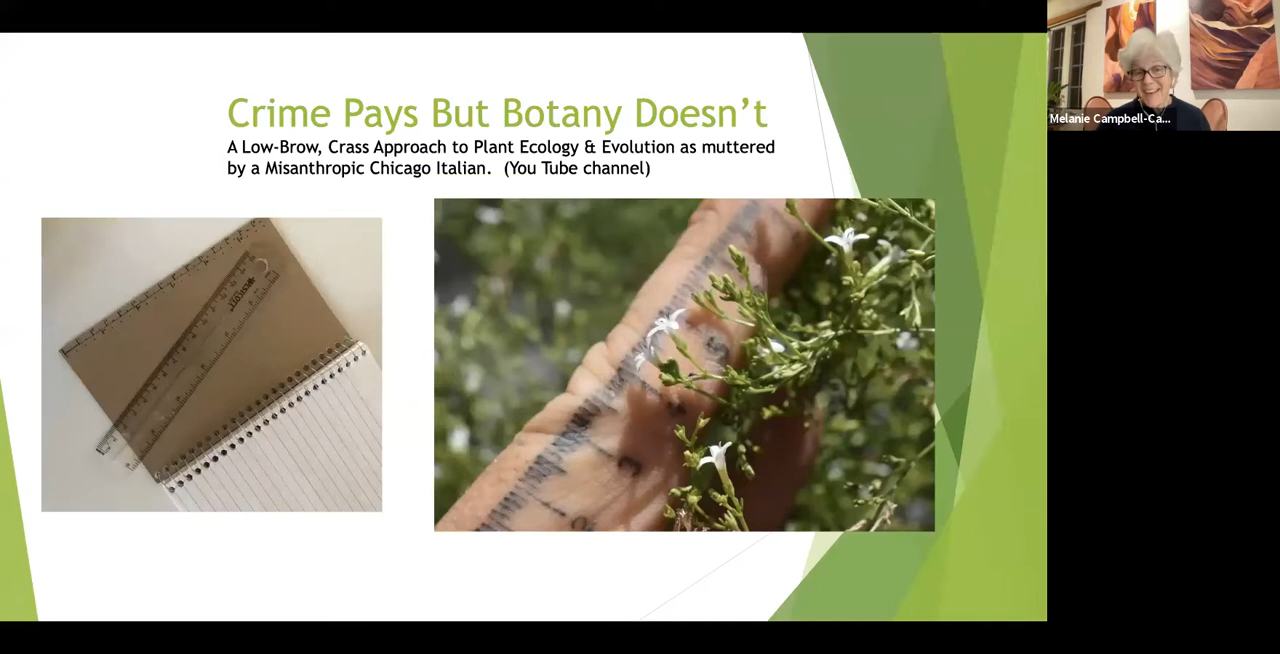 Crime Pays But Botany Doesn't
A Low-Brow, Crass Approach to Plant Ecology & Evolution as muttered
by a Misanthropic Chicago Italian. (You Tube channel)
Melanie Campbell-Ca...